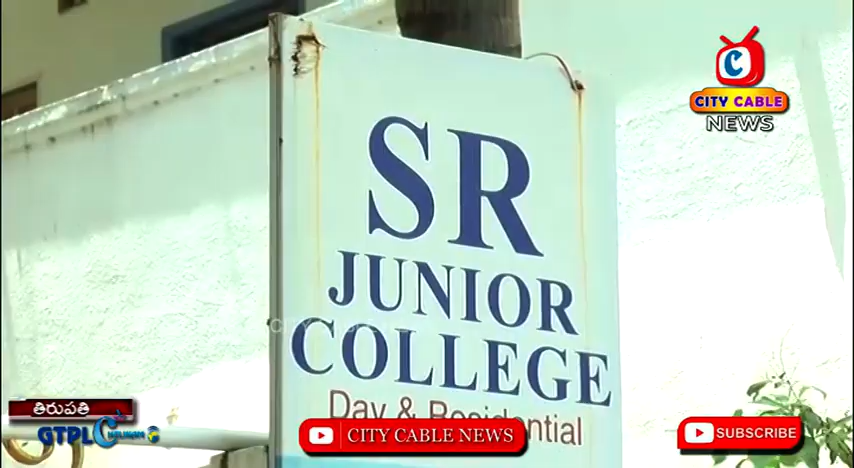 C
CITY CABLE
NEWS
SR
JUNIOR
COLLEGE
Day & Residential
CITY CABLE NEWS
SUBSCRIBE
తిరుపతి
GTPL